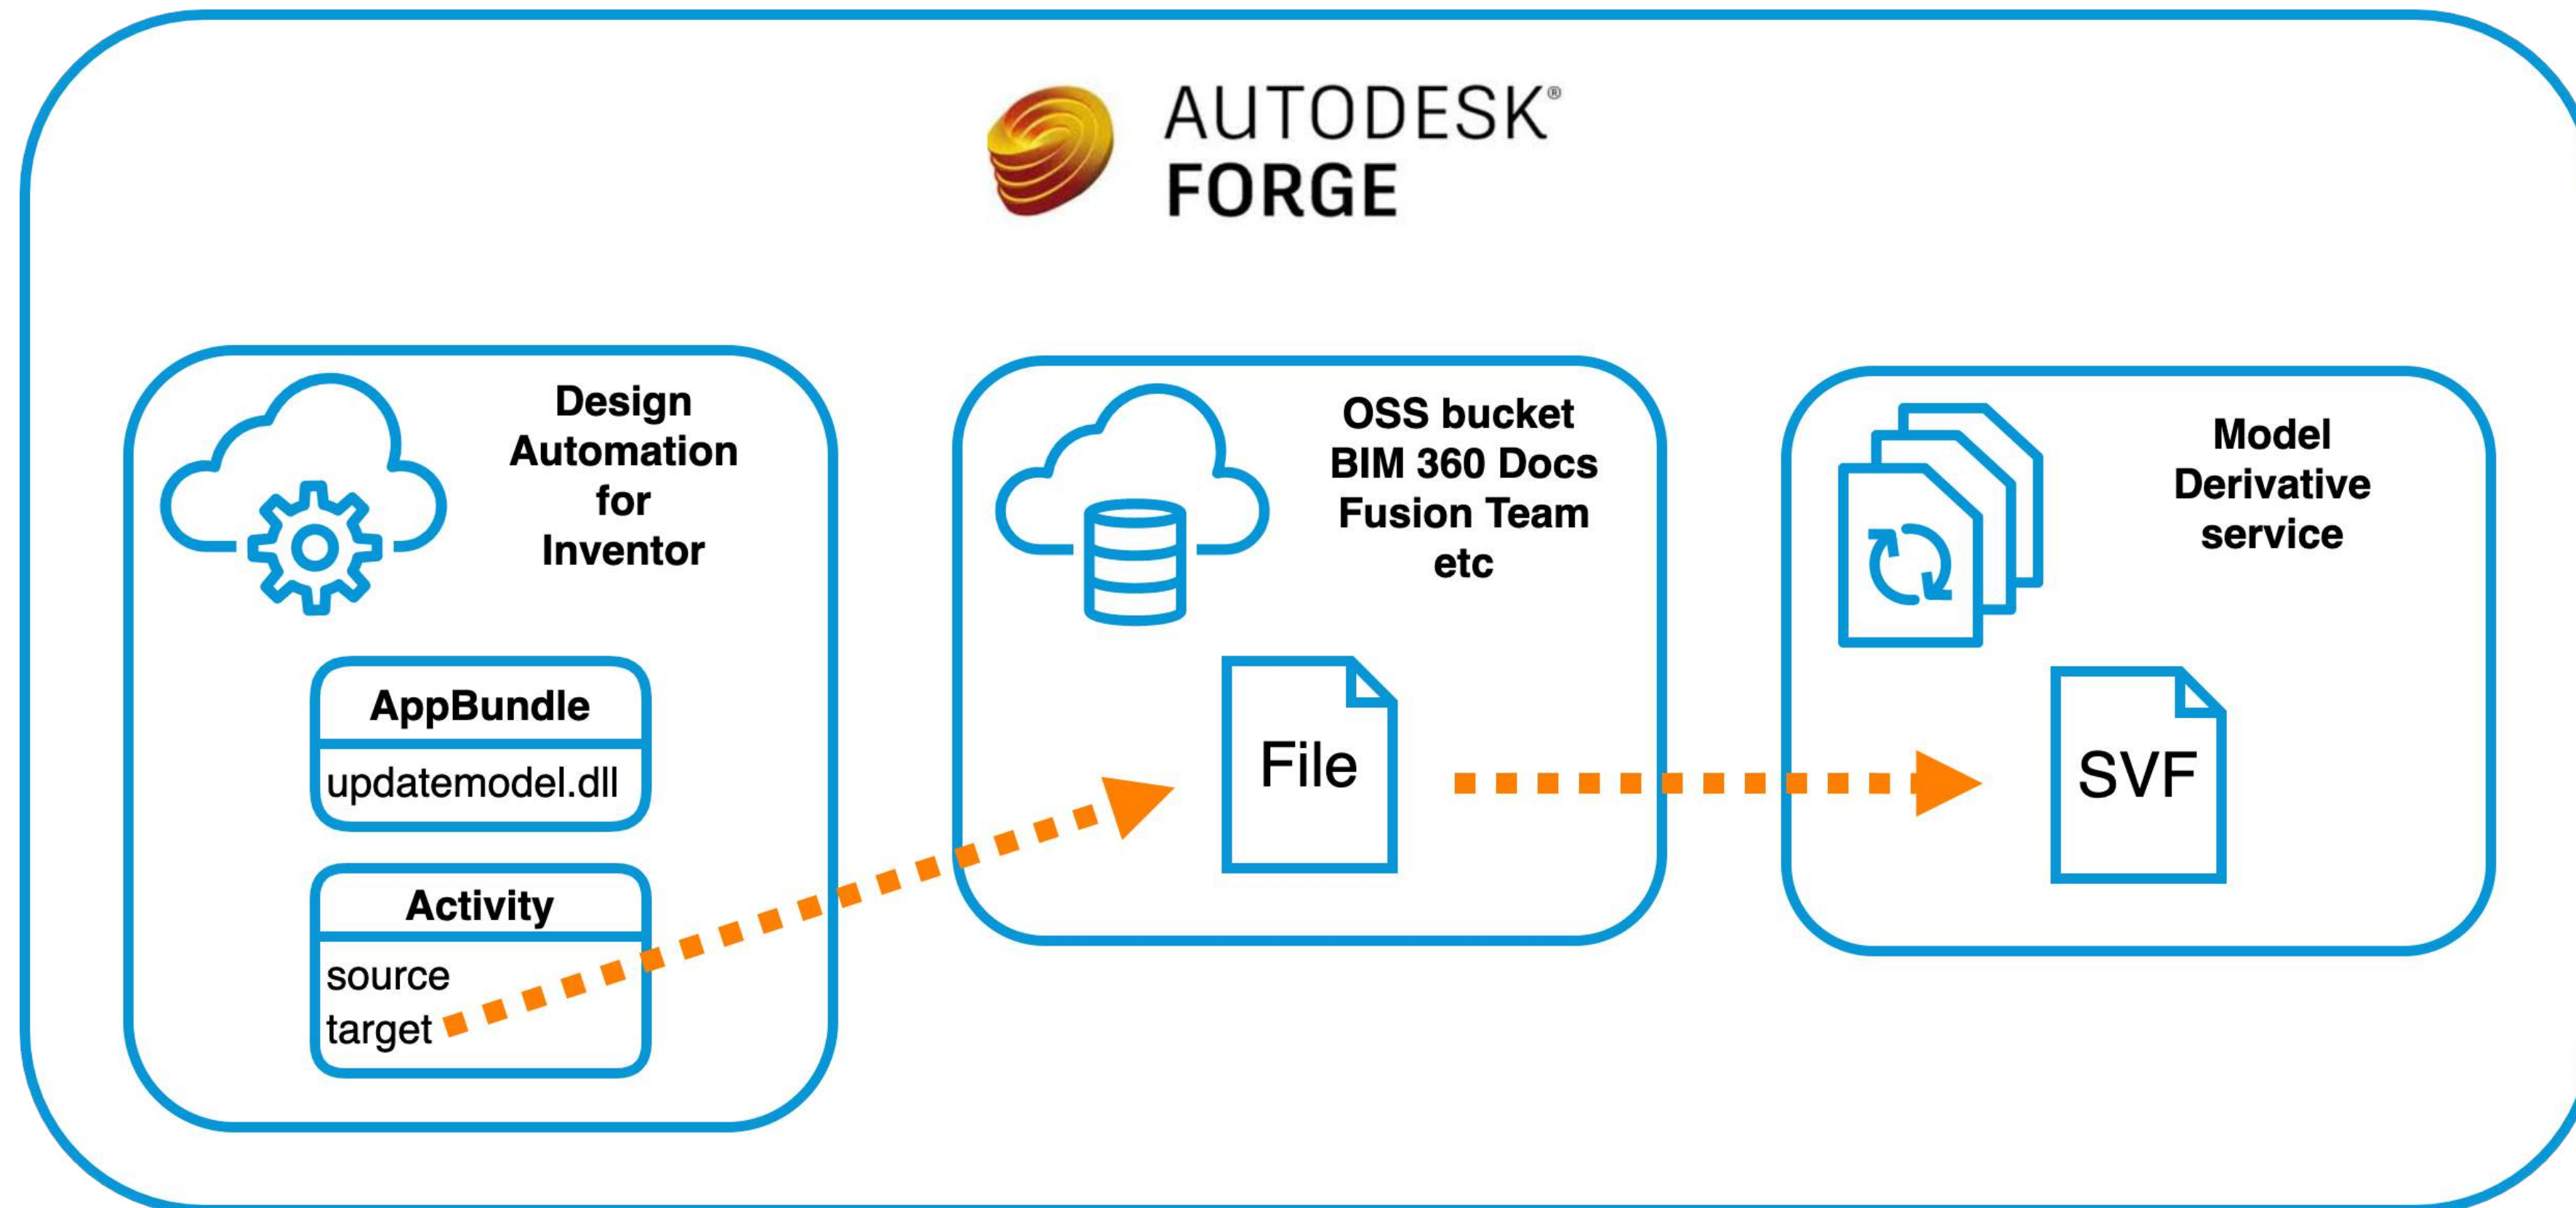 AUTODESK®
FORGE
Design
Automation
for
Inventor
AppBundle
updatemodel.dll
Activity
source
target
OSS bucket
BIM 360 Docs
Fusion Team
etc
File
Model
Derivative
service
SVF